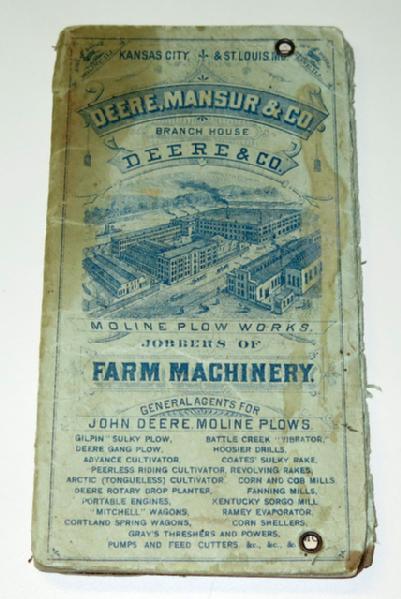 KANSAS CITY & ST. LOUIS, MO.
DEERE, MANSUR & CO.
BRANCH HOUSE
DEERE & CO.
MOLINE PLOW WORKS.
JOBBERS OF
FARM MACHINERY.
GENERAL AGENTS FOR
JOHN DEERE, MOLINE PLOWS.
GILPIN" SULKY PLOW, BATTLE CREEK "VIBRATOR,
DEERE GANG PLOW, HOOSIER DRILLS,
ADVANCE CULTIVATOR COATES' SULKY RAKE,
PEERLESS RIDING CULTIVATOR, REVOLVING RAKES,
ARCTIC (TONGUELESS) CULTIVATOR CORN AND COB MILLS
DEERE ROTARY DROP PLANTER, FANNING MILLS,
PORTABLE ENGINES, KENTUCKY SORGO MILL
"MITCHELL" WAGONS, RAMEY EVAPORATOR,
CORTLAND SPRING WAGONS, CORN SHELLERS,
GRAY'S THRESHERS AND POWERS,
PUMPS AND FEED CUTTERS &c., &c., &c.